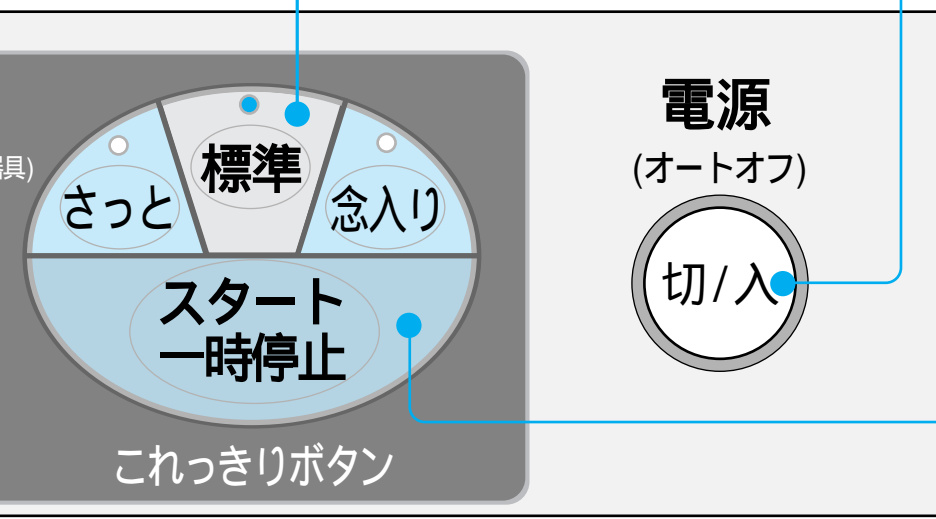 電源
(オートオフ)
切/入
具)
さっと
標準
念入り
スタート
一時停止
これっきりボタン